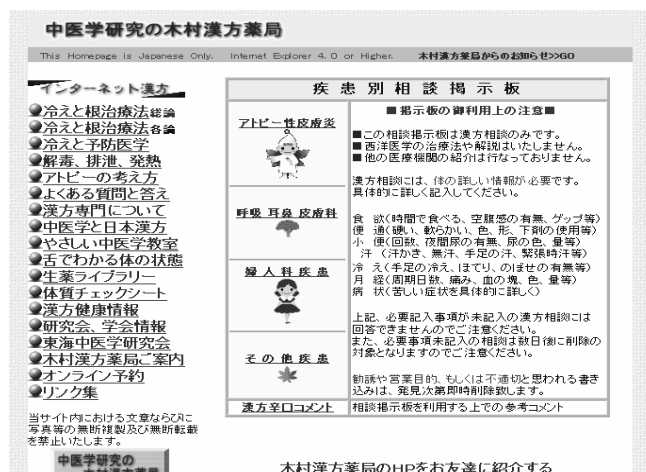 中医学研究の木村漢方薬局
This Homepage is Japanese Only. Internet Explorer 4.0 or Higher. 木村漢方薬局からのお知らせ>>GO
インターネット漢方
冷えと根治療法総論
冷えと根治療法各論
冷えと予防医学
解毒、排泄、発熱
アトピーの考え方
よくある質問と答え
漢方専門について
中医学と日本漢方
やさしい中医学教室
舌でわかる体の状態
生薬ライブラリー
体質チェックシート
漢方健康情報
研究会、学会情報
東海中医学研究会
木村漢方薬局ご案内
オンライン予約
リンク集
当サイト内における文章ならびに
写真等の無断複製及び無断転載
を禁止いたします。
中医学研究の
木村漢方薬局
疾患別相談掲示板
アトピー性皮膚炎
呼吸 耳鼻 皮膚科
婦人科疾患
その他疾患
漢方辛口コメント
■掲示板の御利用上の注意■
■この相談掲示板は漢方相談のみです。
■西洋医学の治療法や解説はいたしません。
■他の医療機関の紹介は行なっておりません。
漢方相談には、体の詳しい情報が必要です。
具体的に詳しく記入してください。
食 欲(時間で食べる、空腹感の有無、ゲップ等)
便 通(硬い、軟らかい、色、形、下剤の使用等)
小 便(回数、夜間尿の有無、尿の色、量等)
汗 (汗かき、無汗、手足の汗、緊張時汗等)
冷 え(手足の冷え、ほてり、のぼせの有無等)
月 経(周期日数、痛み、血の塊、色、量等)
病 状(苦しい症状を具体的に詳しく)
上記、必要記入事項が未記入の漢方相談には
回答できませんのでご注意ください。
また、必要事項未記入の相談は数日後に削除の
対象となりますのでご注意ください。
勧誘や営業目的、もしくは不適切と思われる書き
込みは、発見次第即時削除致します。
相談掲示板を利用する上での参考コメント
木村漢方薬局のHPをお友達に紹介する